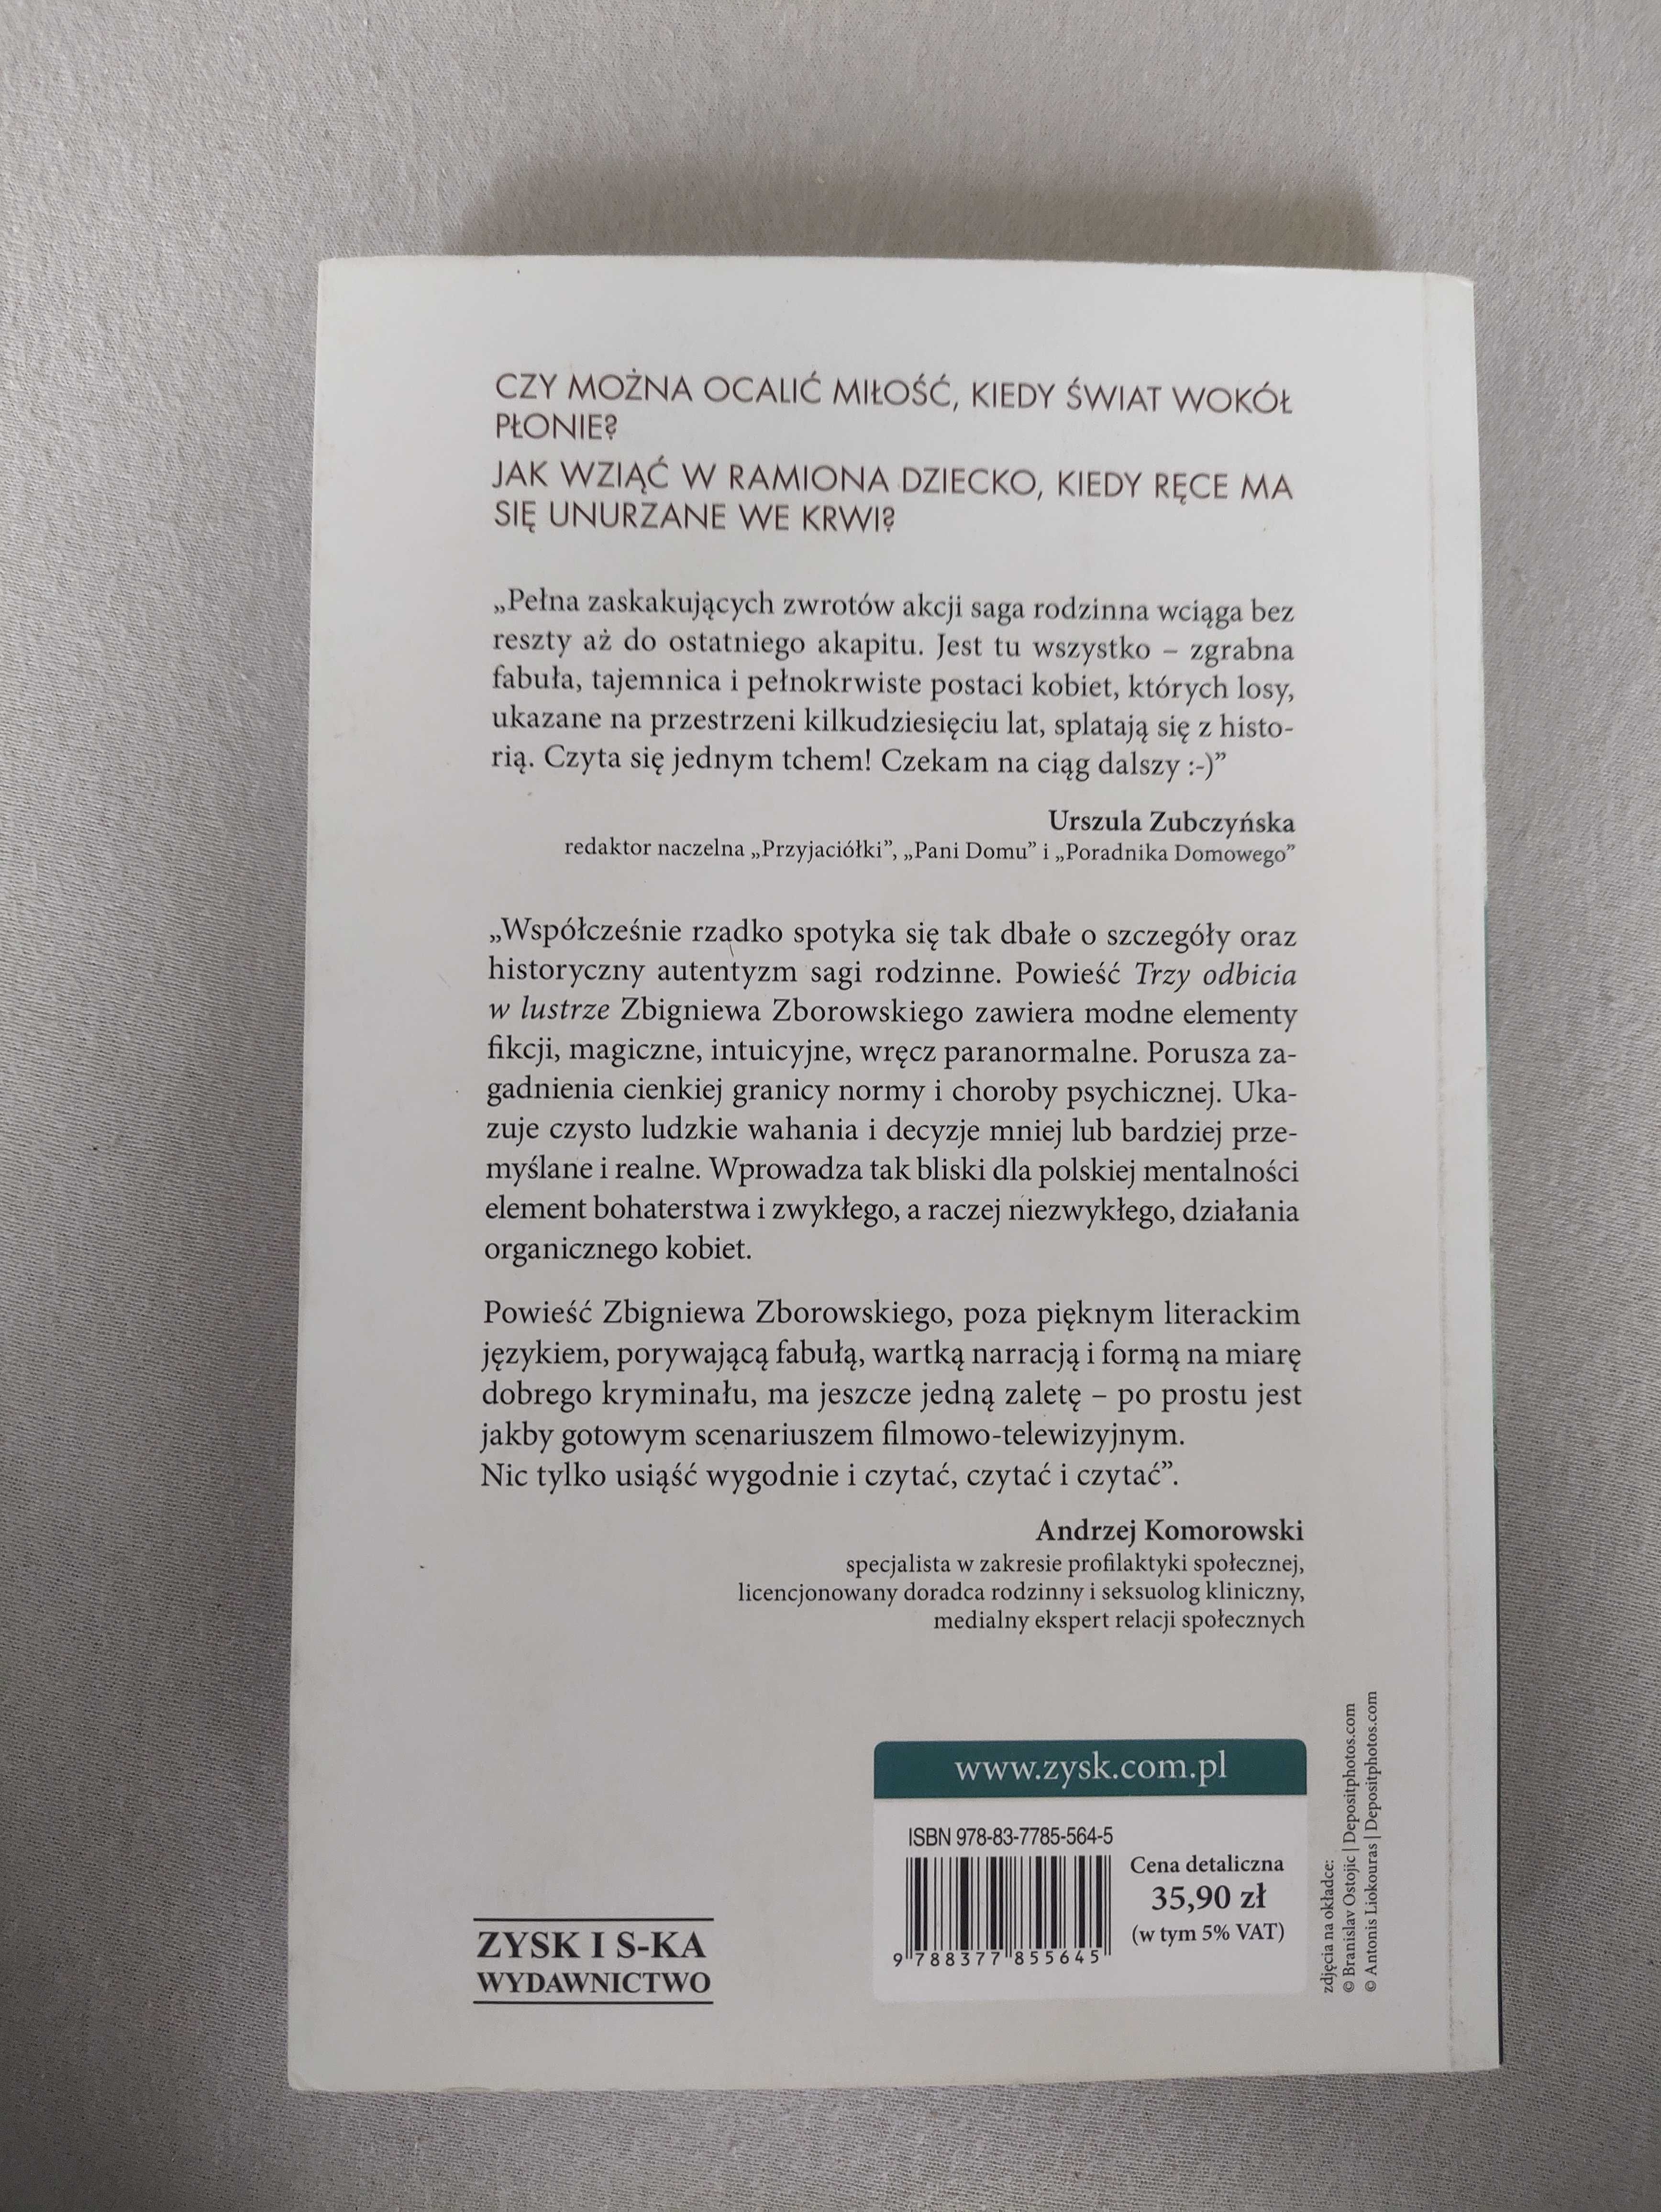 CZY MOŻNA OCALIĆ MIŁOŚĆ, KIEDY ŚWIAT WOKÓŁ
PŁONIE?
JAK WZIĄĆ W RAMIONA DZIECKO, KIEDY RĘCE MA
SIĘ UNURZANE WE KRWI?
„Pełna zaskakujących zwrotów akcji saga rodzinna wciąga bez
reszty aż do ostatniego akapitu. Jest tu wszystko – zgrabna
fabuła, tajemnica i pełnokrwiste postaci kobiet, których losy,
ukazane na przestrzeni kilkudziesięciu lat, splatają się z histo-
rią. Czyta się jednym tchem! Czekam na ciąg dalszy :-)”
Urszula Zubczyńska
redaktor naczelna „Przyjaciółki”, „Pani Domu” i „Poradnika Domowego”
„Współcześnie rzadko spotyka się tak dbałe o szczegóły oraz
historyczny autentyzm sagi rodzinne. Powieść Trzy odbicia
w lustrze Zbigniewa Zborowskiego zawiera modne elementy
fikcji, magiczne, intuicyjne, wręcz paranormalne. Porusza za-
gadnienia cienkiej granicy normy i choroby psychicznej. Uka-
zuje czysto ludzkie wahania i decyzje mniej lub bardziej prze-
myślane i realne. Wprowadza tak bliski dla polskiej mentalności
element bohaterstwa i zwykłego, a raczej niezwykłego, działania
organicznego kobiet.
Powieść Zbigniewa Zborowskiego, poza pięknym literackim
językiem, porywającą fabułą, wartką narracją i formą na miarę
dobrego kryminału, ma jeszcze jedną zaletę – po prostu jest
jakby gotowym scenariuszem filmowo-telewizyjnym.
Nic tylko usiąść wygodnie i czytać, czytać i czytać”.
Andrzej Komorowski
specjalista w zakresie profilaktyki społecznej,
licencjonowany doradca rodzinny i seksuolog kliniczny,
medialny ekspert relacji społecznych
www.zysk.com.pl
ISBN 978-83-7785-564-5
Cena detaliczna
35,90 zł
(w tym 5% VAT)
9 788377 855645
ZYSK I S-KA
WYDAWNICTWO
zdjęcia na okładce:
© Branislav Ostojic | Depositphotos.com
© Antonis Liokouras | Depositphotos.com